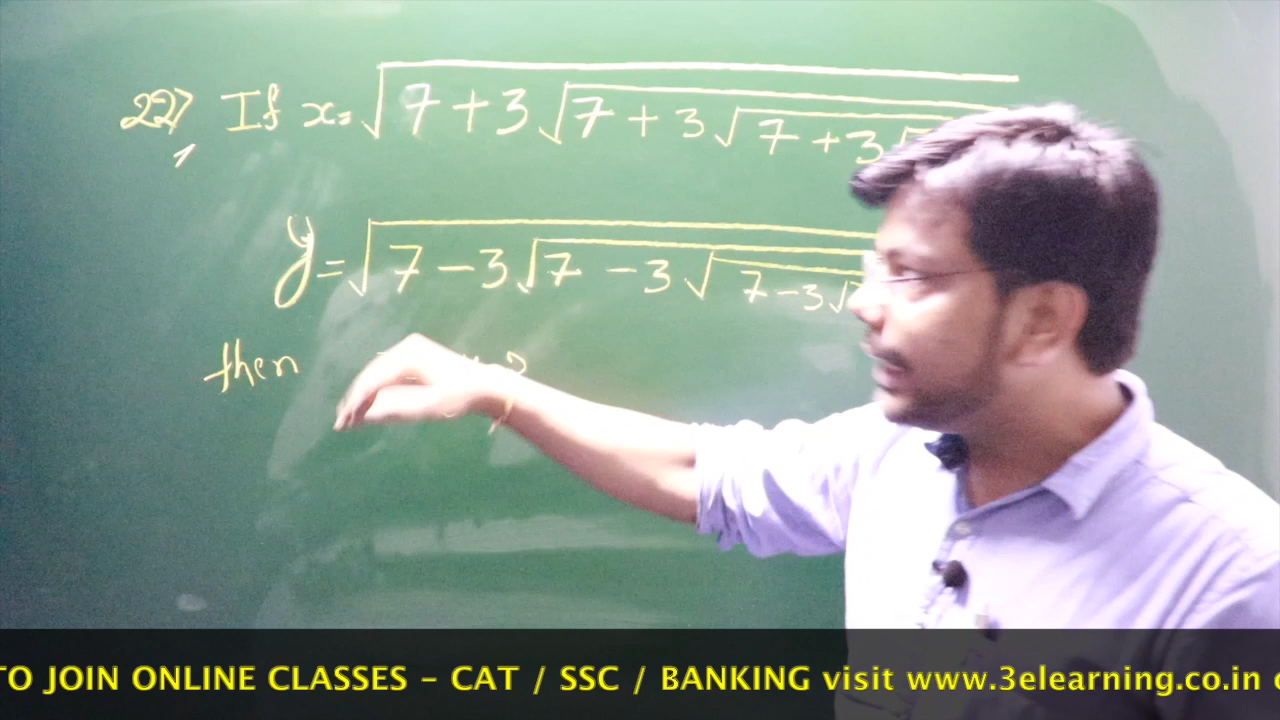 22) If x = √7 + 3√7 + 3√7 + 3√
y = √7 − 3√7 − 3√7 − 3√
then
TO JOIN ONLINE CLASSES - CAT / SSC / BANKING visit www.3elearning.co.in